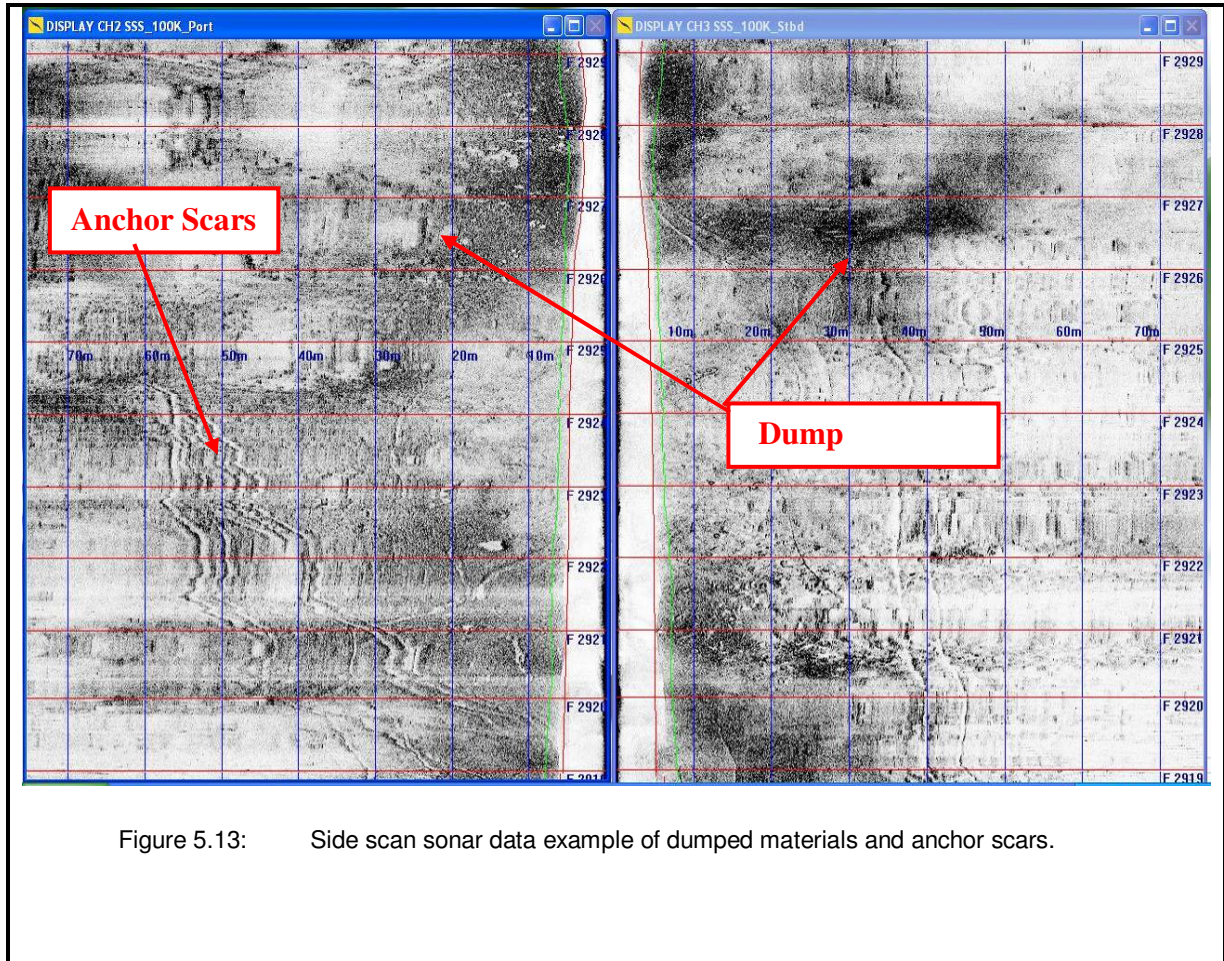 DISPLAY CH2 SSS_100K_Port
DISPLAY CH3 SSS_100K_Stbd
F 2929
F 2928
F 2927
F 2926
F 2925
F 2924
F 2923
F 2922
F 2921
F 2920
70m 60m 50m 40m 30m 20m 10m
F 2929
F 2928
F 2927
F 2926
F 2925
F 2924
F 2923
F 2922
F 2921
F 2920
F 2919
10m 20m 30m 40m 50m 60m 70m
Anchor Scars
Dump
Figure 5.13: Side scan sonar data example of dumped materials and anchor scars.